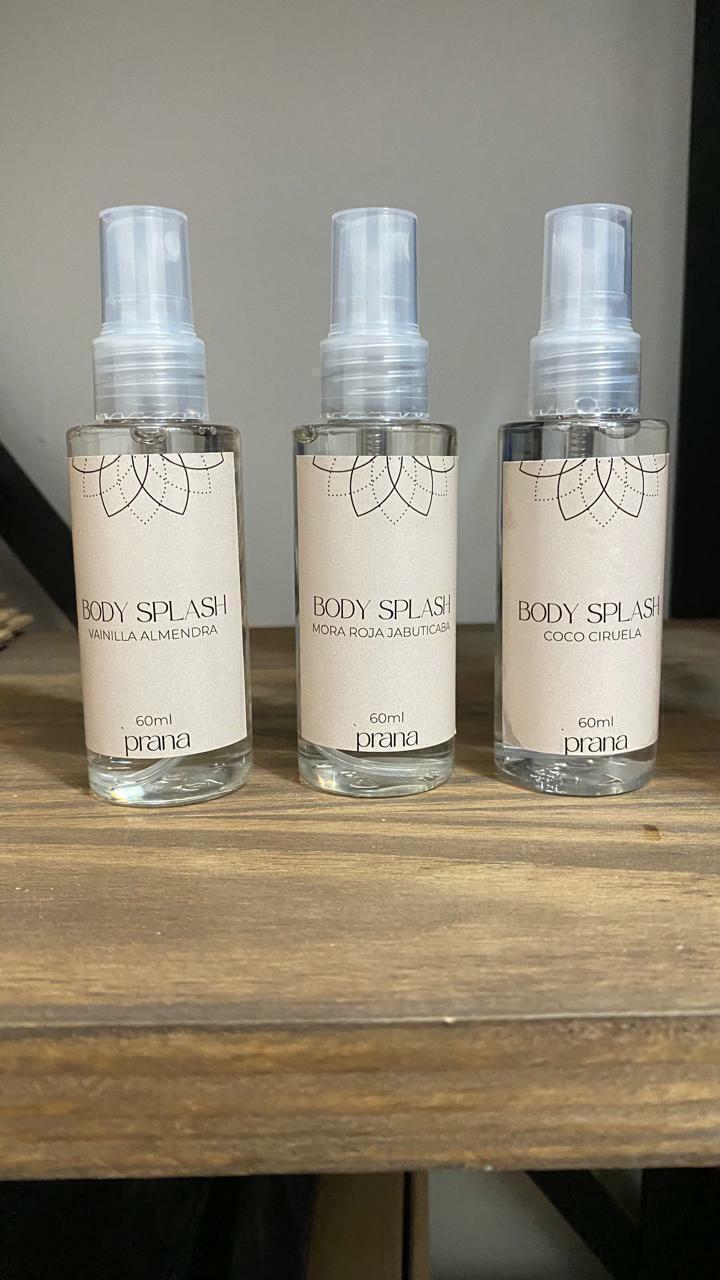 BODY SPLASH
VAINILLA ALMENDRA
60ml
prana
BODY SPLASH
MORA ROJA JABUTICABA
60ml
prana
BODY SPLASH
COCO CIRUELA
60ml
prana